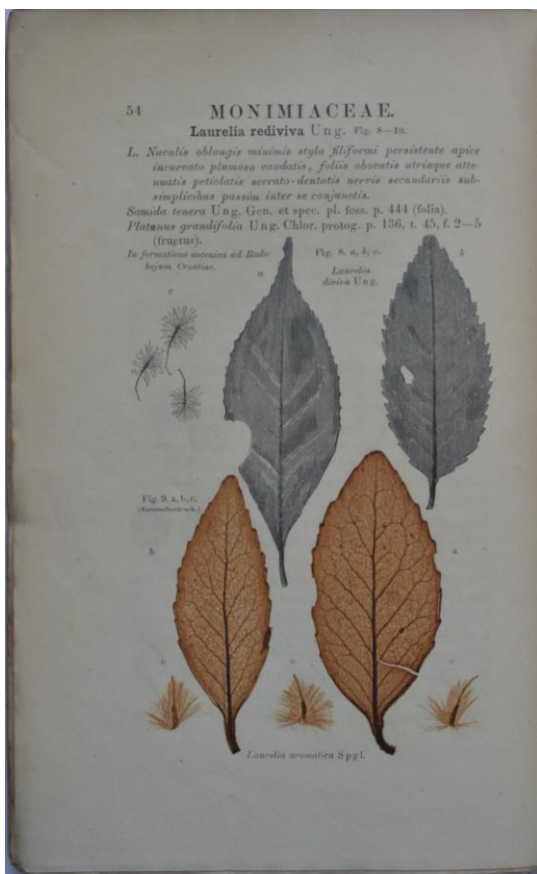 54 MONIMIACEAE.
Laurelia rediviva Ung. Fig. 8—10.
L. Nuculis oblongis minimis stylo filiformi persistente apice
incurvato plumoso caudatis, foliis obovatis utrinque atte-
nuatis petiolatis serrato-dentatis nervis secundariis sub-
simplicibus passim inter se conjunctis.
Samida tenera Ung. Gen. et spec. pl. foss. p. 444 (folia).
Platanus grandifolia Ung. Chlor. protog. p. 136, t. 45, f. 2—5
(fructus).
In formatione eocenica ad Rado-
bojum Croatiae.
Fig. 8. a, b, c.
Laurelia
divica Ung.
a
b
c
Fig. 9. a, b, c.
(Naturselbstdruck.)
b
a
c
c
Laurelia aromatica Spgl.